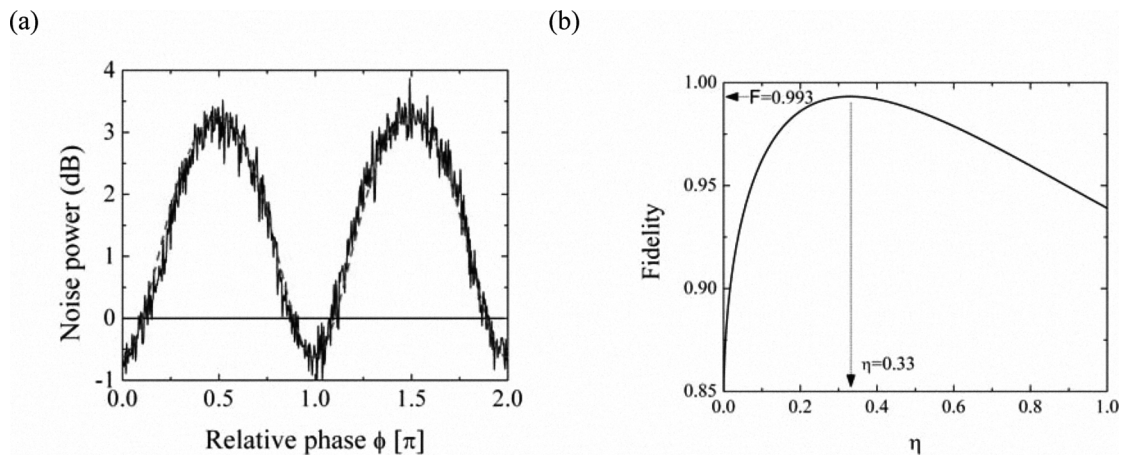 (a)
(b)
4
3
2
1
0
-1
0.0 0.5 1.0 1.5 2.0
Noise power (dB)
Relative phase ϕ [π]
1.00
0.95
0.90
0.85
0.0 0.2 0.4 0.6 0.8 1.0
Fidelity
F=0.993
η=0.33
η